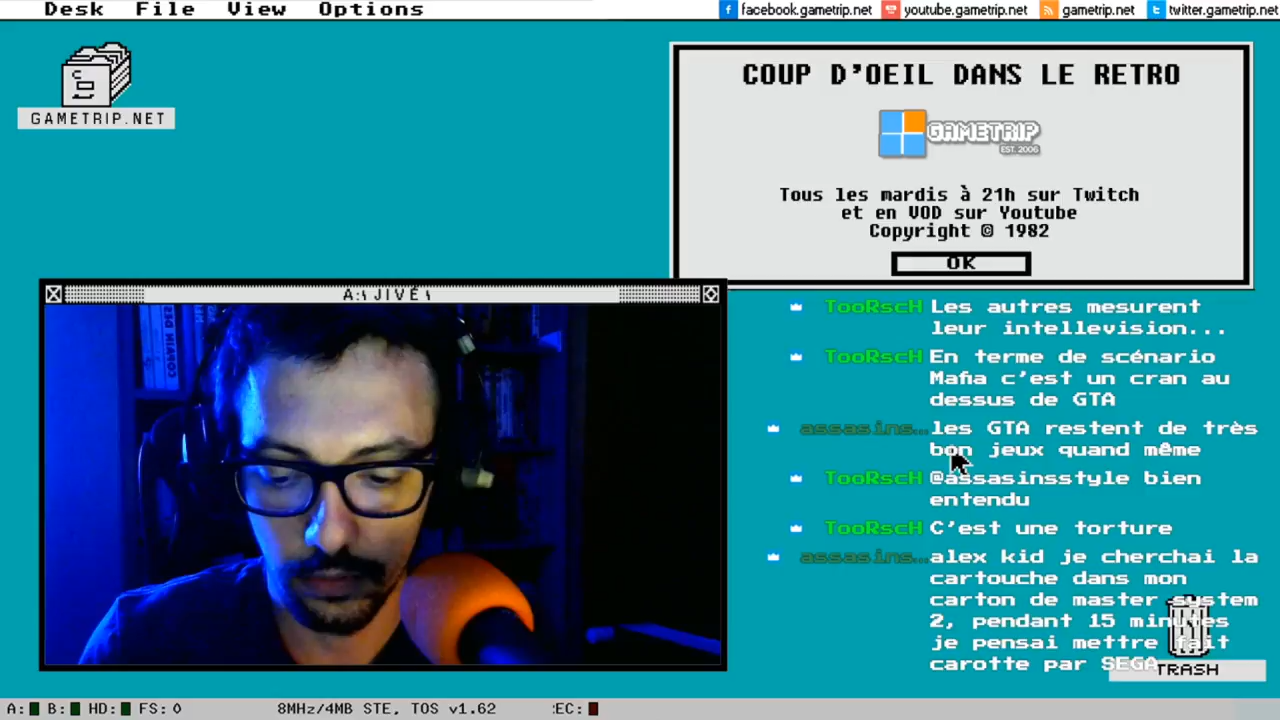 Desk File View Options
facebook.gametrip.net youtube.gametrip.net gametrip.net twitter.gametrip.net
GAMETRIP.NET
COUP D'OEIL DANS LE RETRO
GAMETRIP
EST. 2006
Tous les mardis à 21h sur Twitch
et en VOD sur Youtube
Copyright © 1982
OK
A:\JIVÉ\
TooRscH Les autres mesurent
leur intellevision...
TooRscH En terme de scénario
Mafia c'est un cran au
dessus de GTA
assasins… les GTA restent de très
bon jeux quand même
TooRscH @assasinsstyle bien
entendu
TooRscH C'est une torture
assasins… alex kid je cherchai la
cartouche dans mon
carton de master system
2, pendant 15 minutes
je pensai mettre fait
carotte par SEGA
TRASH
A: B: HD: FS: 0 8MHz/4MB STE, TOS v1.62 :EC: